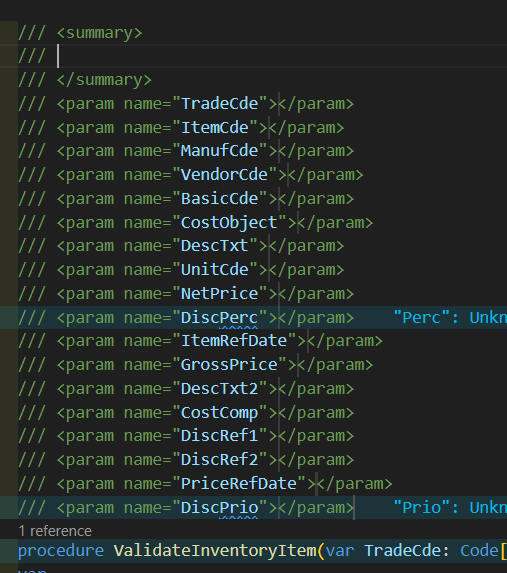 /// <summary>
///
/// </summary>
/// <param name="TradeCde"></param>
/// <param name="ItemCde"></param>
/// <param name="ManufCde"></param>
/// <param name="VendorCde"></param>
/// <param name="BasicCde"></param>
/// <param name="CostObject"></param>
/// <param name="DescTxt"></param>
/// <param name="UnitCde"></param>
/// <param name="NetPrice"></param>
/// <param name="DiscPerc"></param> "Perc": Unkn
/// <param name="ItemRefDate"></param>
/// <param name="GrossPrice"></param>
/// <param name="DescTxt2"></param>
/// <param name="CostComp"></param>
/// <param name="DiscRef1"></param>
/// <param name="DiscRef2"></param>
/// <param name="PriceRefDate"></param>
/// <param name="DiscPrio"></param> "Prio": Unkn
1 reference
procedure ValidateInventoryItem(var TradeCde: Code[
var